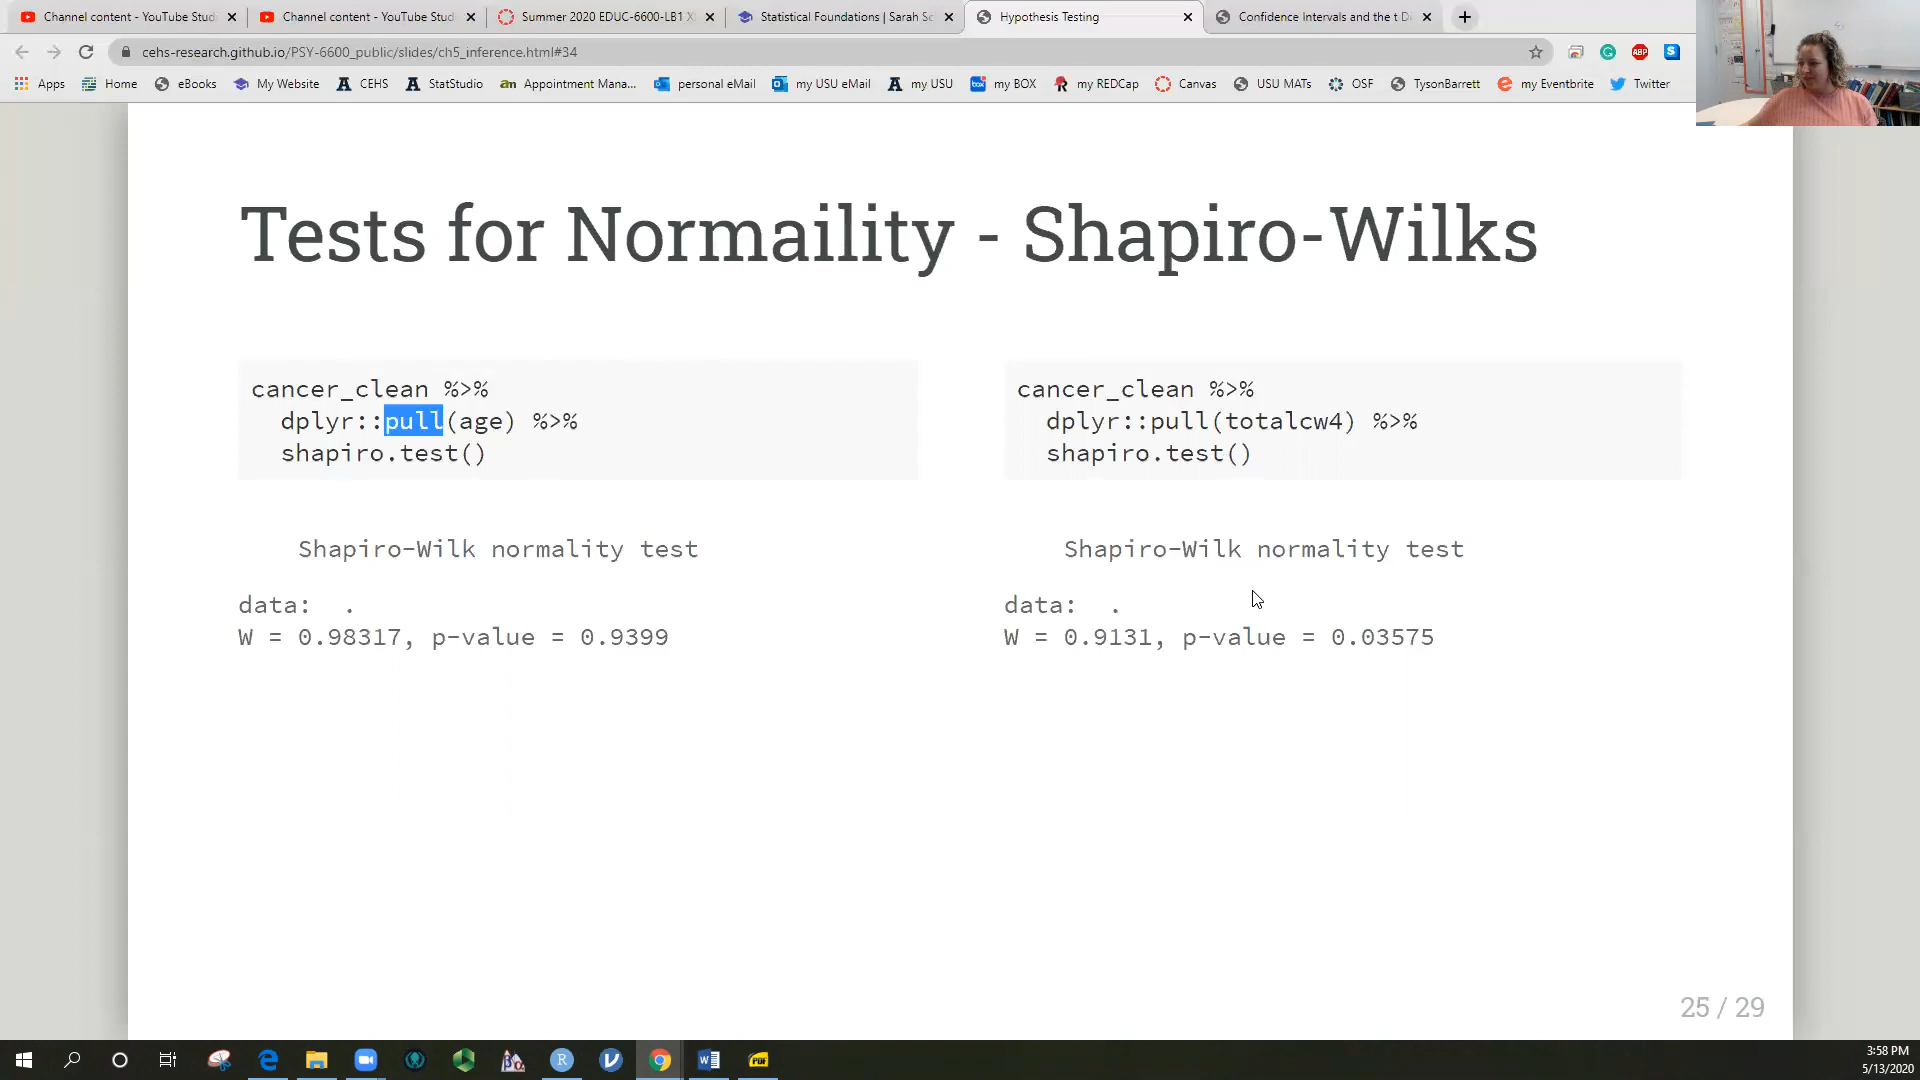 Channel content - YouTube Stud
Channel content - YouTube Studi
Summer 2020 EDUC-6600-LB1 X
Statistical Foundations | Sarah Sc
Hypothesis Testing
Confidence Intervals and the t D
cehs-research.github.io/PSY-6600_public/slides/ch5_inference.html#34
Apps
Home
eBooks
My Website
CEHS
StatStudio
an
Appointment Mana...
personal eMail
my USU eMail
my USU
box
my BOX
my REDCap
Canvas
USU MATs
OSF
TysonBarrett
my Eventbrite
Twitter
ABP
Tests for Normaility - Shapiro-Wilks
cancer_clean %>%
dplyr::pull(age) %>%
shapiro.test()
Shapiro-Wilk normality test
data:  .
W = 0.98317, p-value = 0.9399
cancer_clean %>%
dplyr::pull(totalcw4) %>%
shapiro.test()
Shapiro-Wilk normality test
data:  .
W = 0.9131, p-value = 0.03575
25 / 29
3:58 PM
5/13/2020